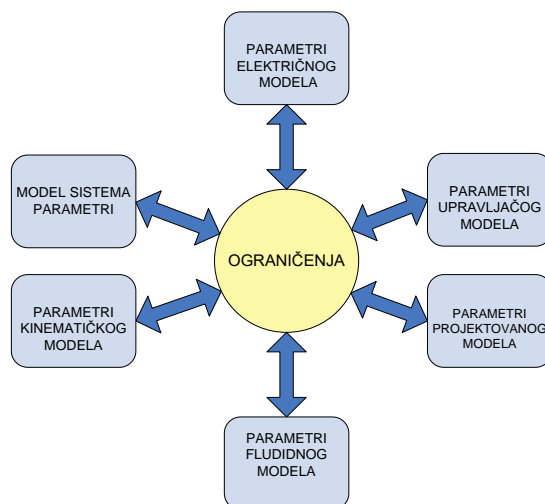 PARAMETRI
ELEKTRIČNOG
MODELA
MODEL SISTEMA
PARAMETRI
PARAMETRI
UPRAVLJAČOG
MODELA
OGRANIČENJA
PARAMETRI
KINEMATIČKOG
MODELA
PARAMETRI
PROJEKTOVANOG
MODELA
PARAMETRI
FLUDIDNOG
MODELA